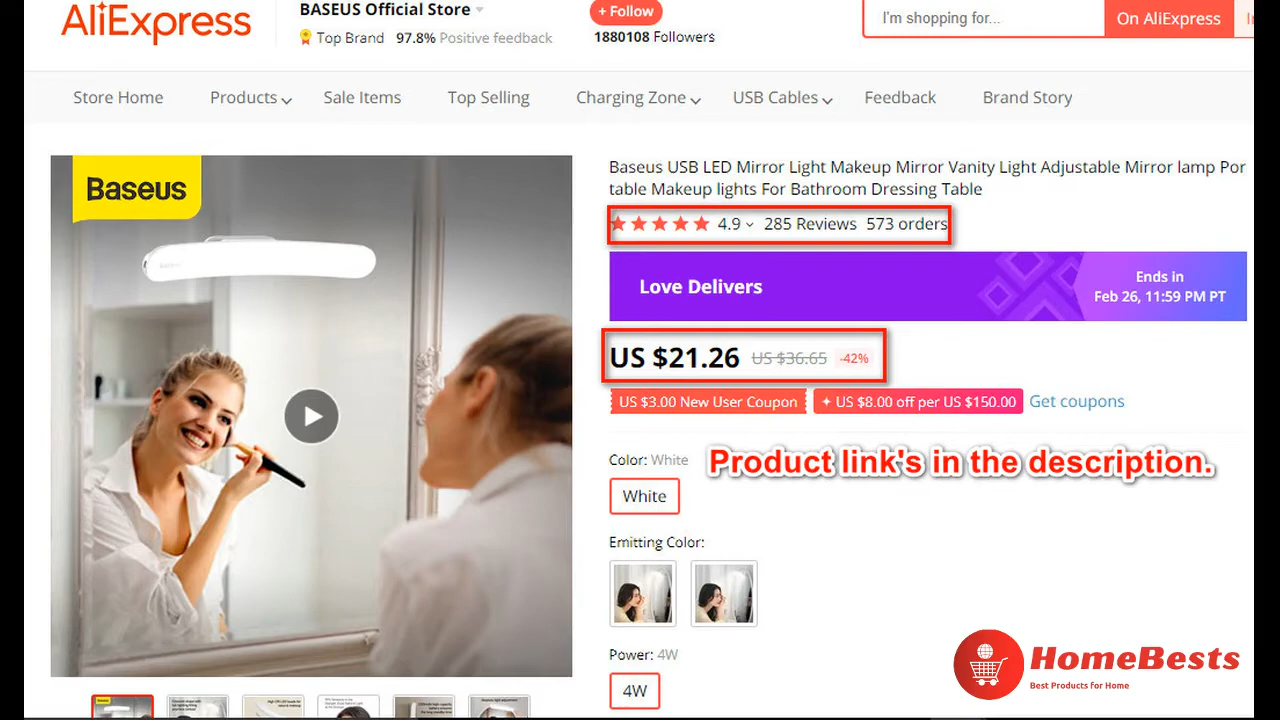 AliExpress
BASEUS Official Store
Top Brand 97.8% Positive feedback
+ Follow
1880108 Followers
I'm shopping for...
On AliExpress
Store Home Products Sale Items Top Selling Charging Zone USB Cables Feedback Brand Story
Baseus
Baseus USB LED Mirror Light Makeup Mirror Vanity Light Adjustable Mirror lamp Por
table Makeup lights For Bathroom Dressing Table
4.9 285 Reviews 573 orders
Love Delivers
Ends in
Feb 26, 11:59 PM PT
US $21.26 US $36.65 -42%
US $3.00 New User Coupon US $8.00 off per US $150.00 Get coupons
Color: White
Product link's in the description.
White
Emitting Color:
Power: 4W
4W
HomeBests
Best Products for Home